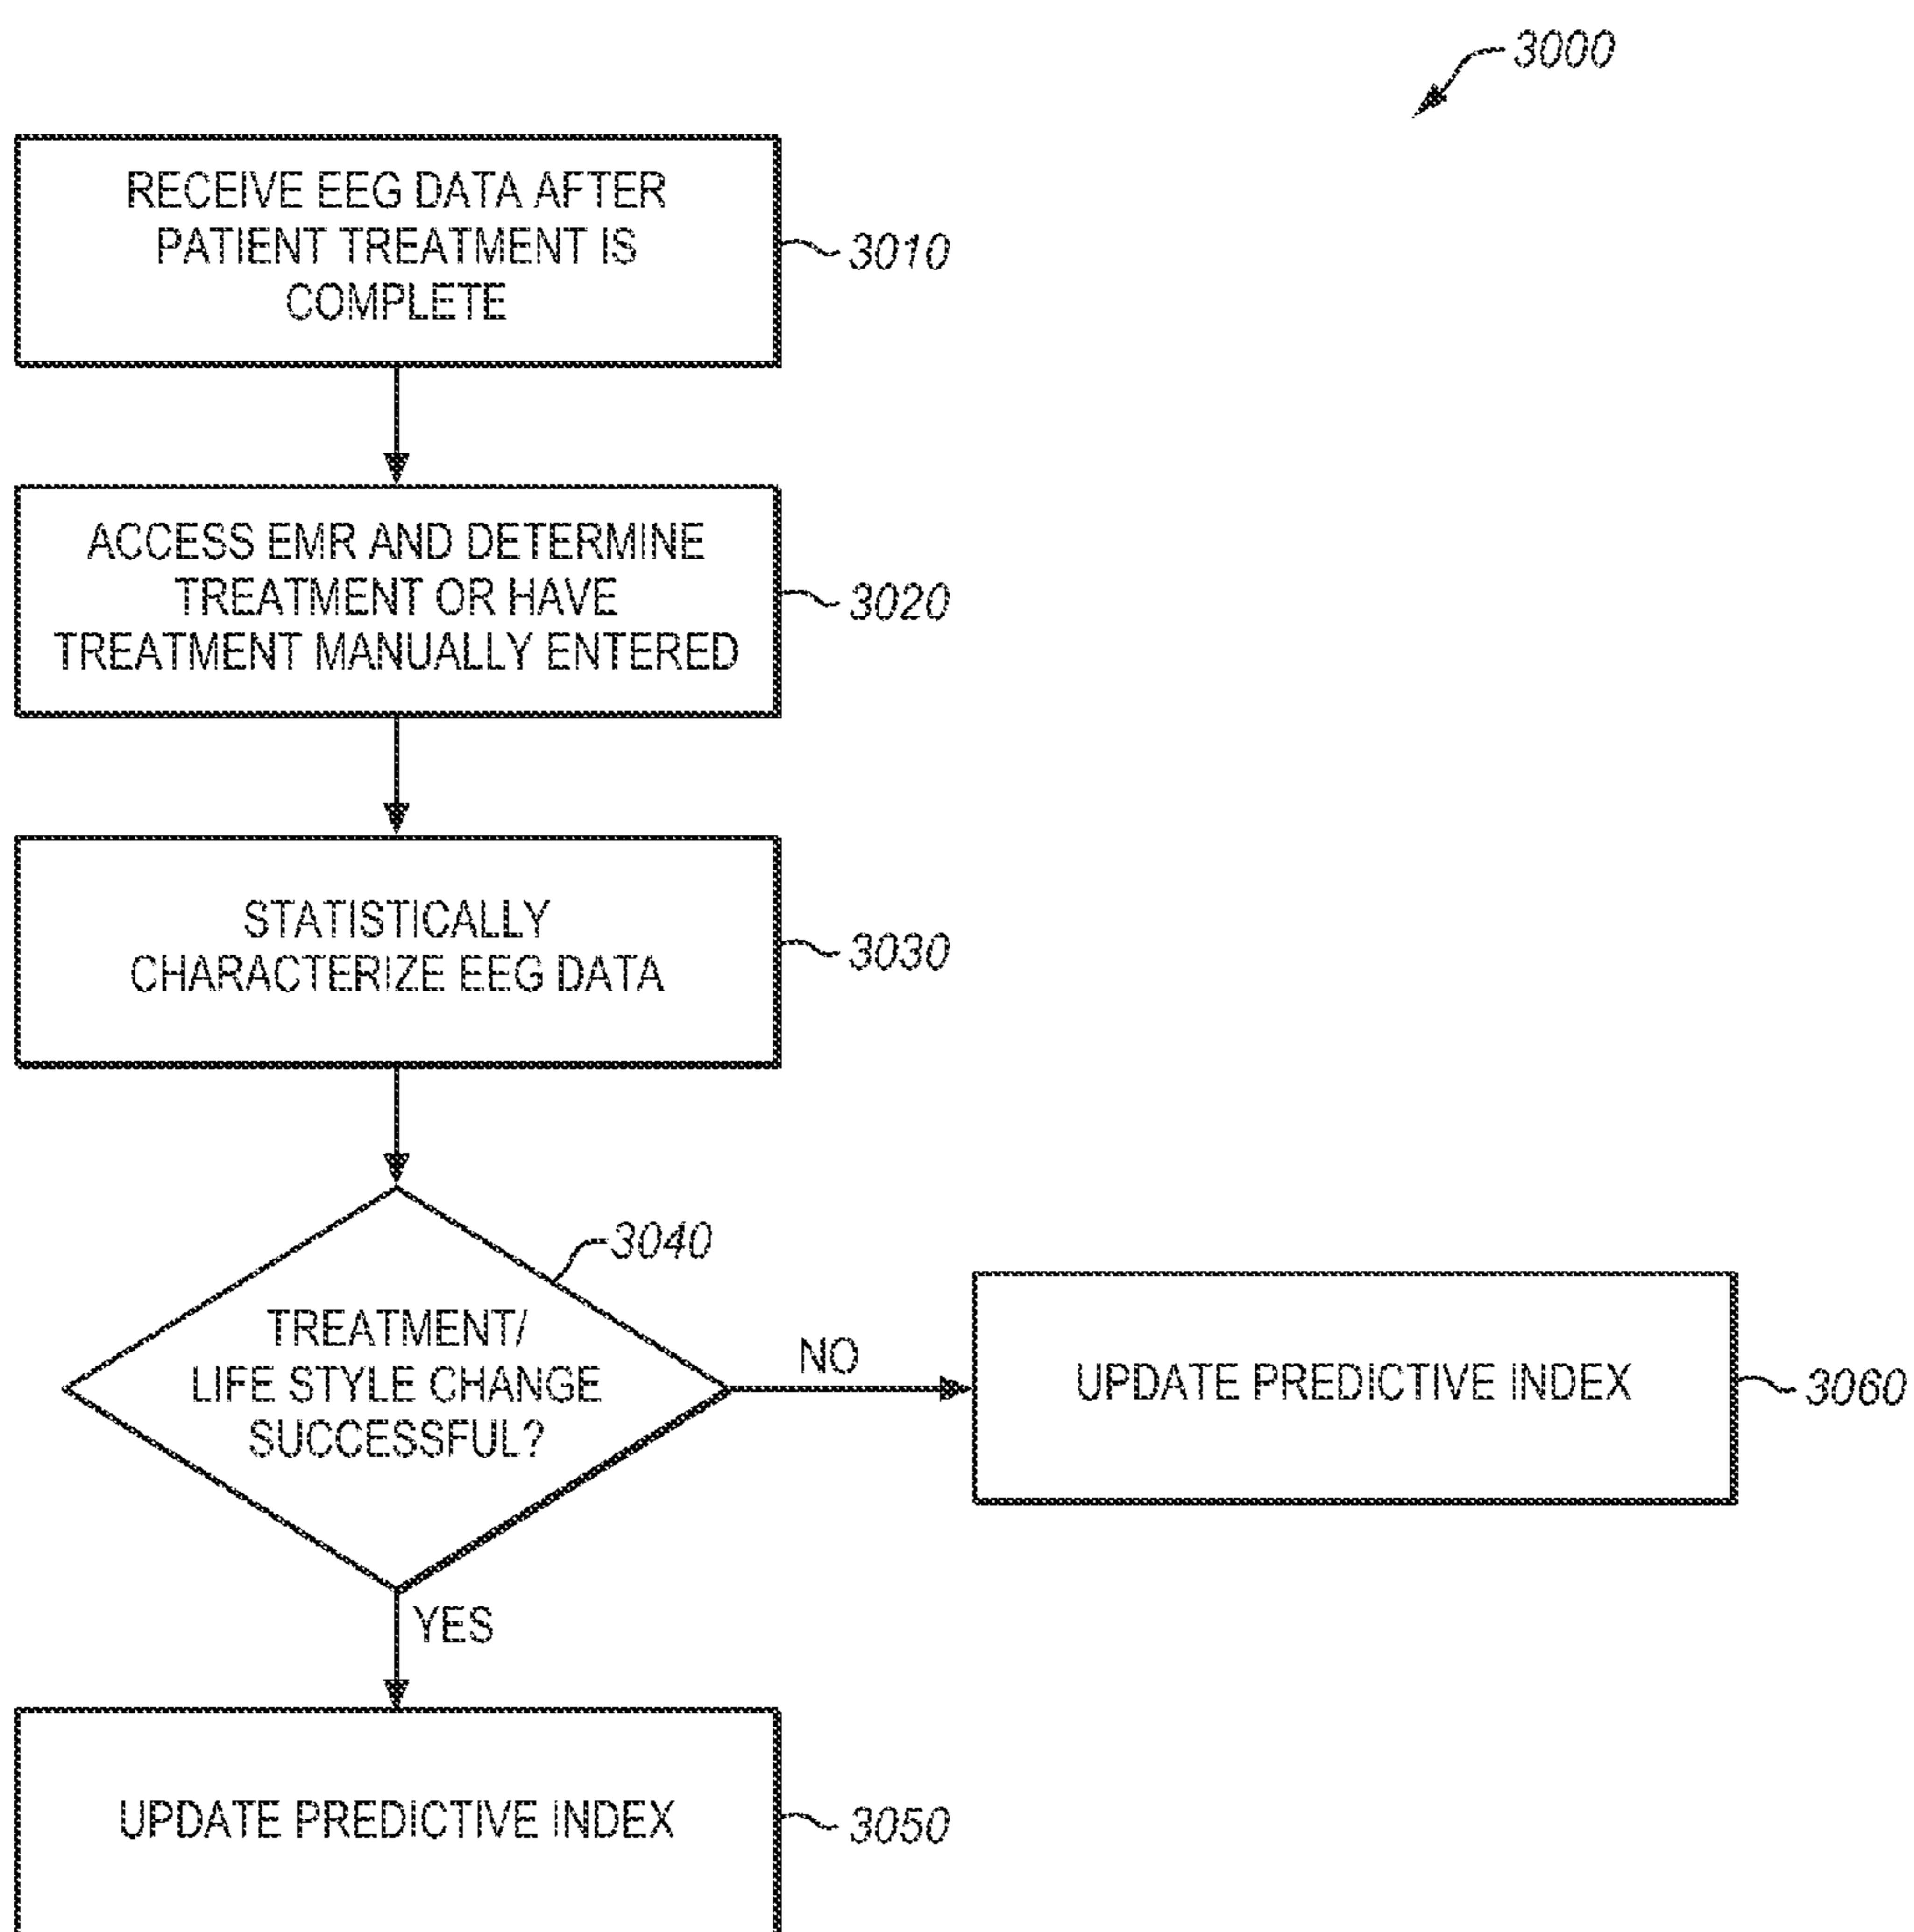 3000
RECEIVE EEG DATA AFTER
PATIENT TREATMENT IS
COMPLETE
3010
ACCESS EMR AND DETERMINE
TREATMENT OR HAVE
TREATMENT MANUALLY ENTERED
3020
STATISTICALLY
CHARACTERIZE EEG DATA
3030
3040
TREATMENT/
LIFE STYLE CHANGE
SUCCESSFUL?
NO
UPDATE PREDICTIVE INDEX
3060
YES
UPDATE PREDICTIVE INDEX
3050